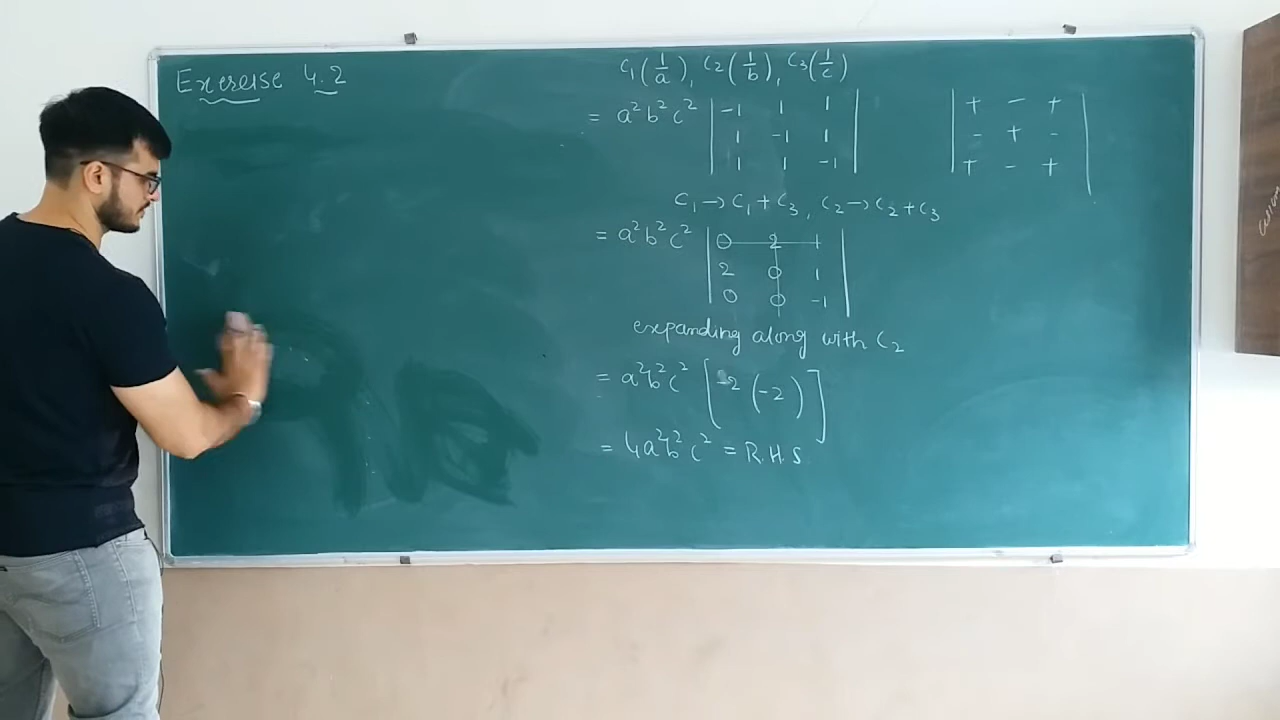 Exercise 4.2
C₁(1/a), C₂(1/b), C₃(1/c)
= a²b²c² | -1 1 1 |
| 1 -1 1 |
| 1 1 -1 |
| + - + |
| - + - |
| + - + |
C₁→C₁+C₃, C₂→C₂+C₃
= a²b²c² | 0 2 1 |
| 2 0 1 |
| 0 0 -1 |
expanding along with C₂
= a²b²c² [-2 (-2)]
= 4a²b²c² = R.H.S